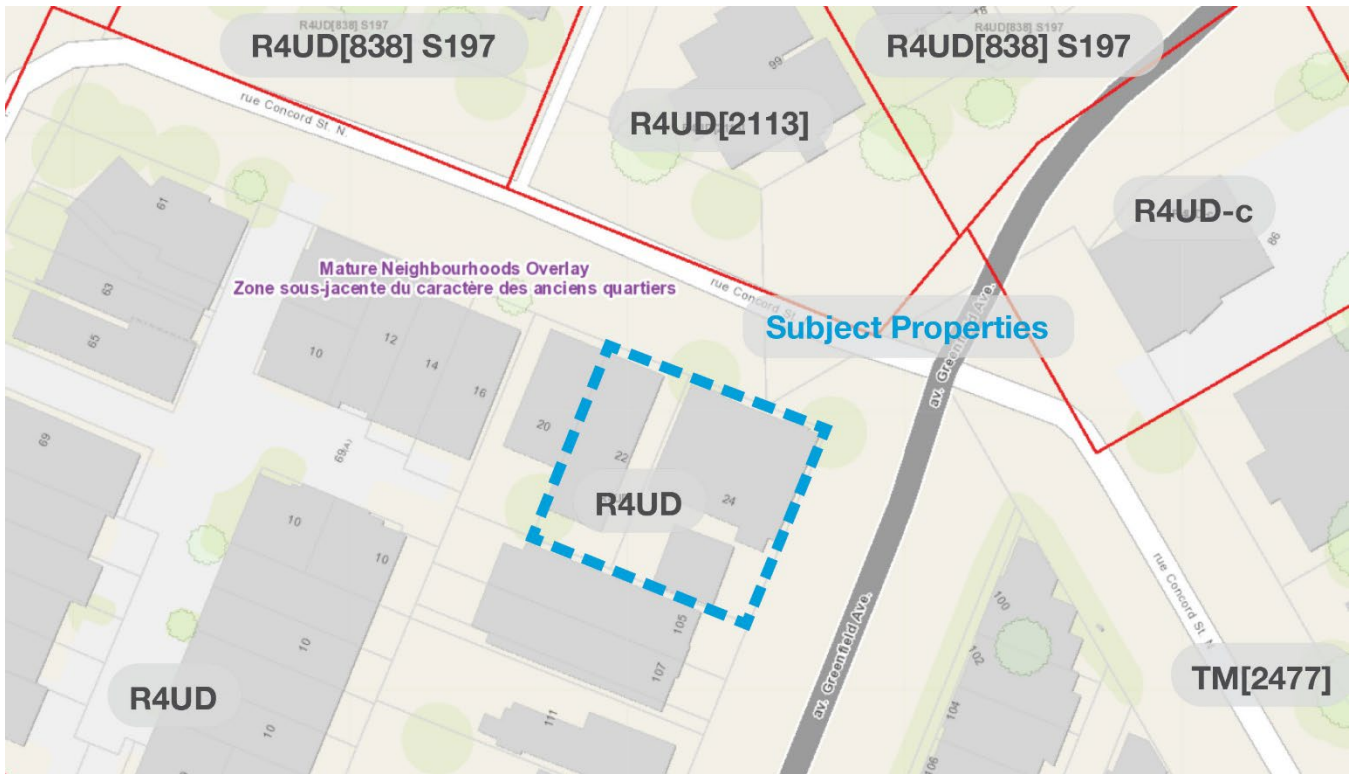 R4UD[838] S197
R4UD[838] S197
R4UD[838] S197
R4UD[838] S197
18
99
rue Concord St. N.
R4UD[2113]
R4UD-c
86
61
63
65
Mature Neighbourhoods Overlay
Zone sous-jacente du caractère des anciens quartiers
rue Concord St.
Subject Properties
av. Greenfield Ave.
10
12
14
16
20
22
24
R4UD
69
69(A)
10
10
10
10
R4UD
105
107
111
av. Greenfield Ave.
100
102
104
106
rue Concord St. N.
TM[2477]